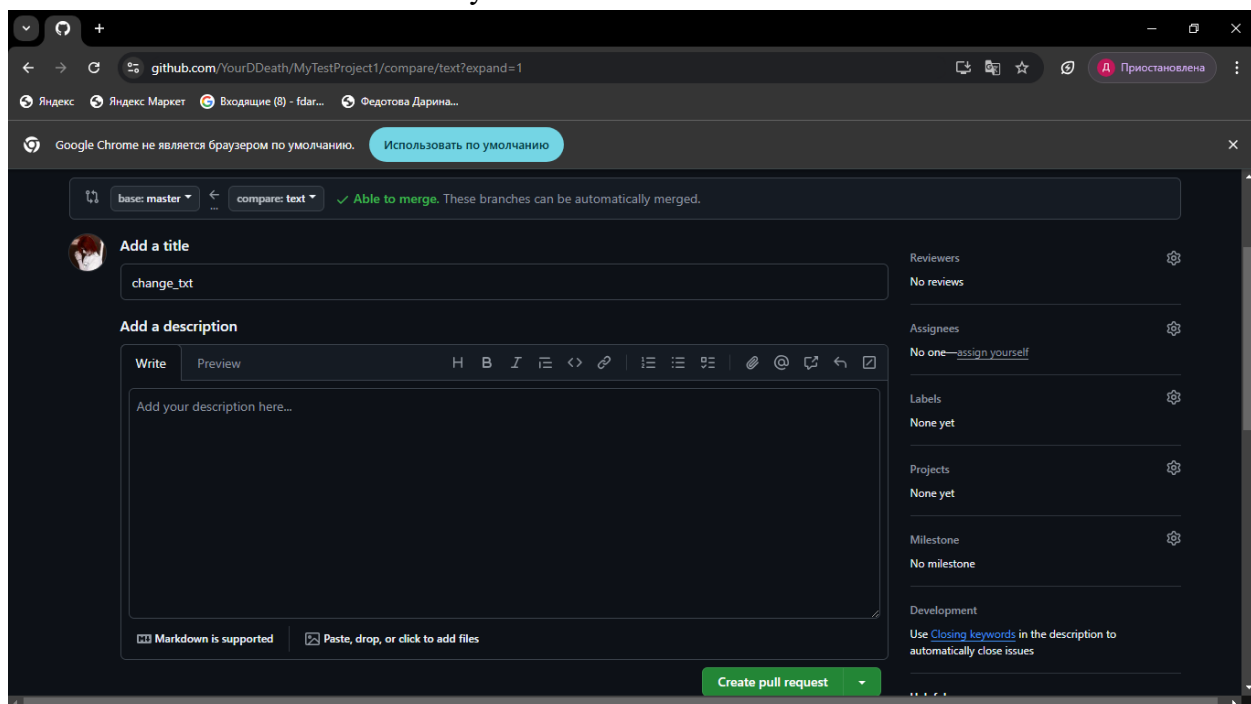 github.com/YourDDeath/MyTestProject1/compare/text?expand=1
Д Приостановлена
Яндекс Яндекс Маркет Входящие (8) - fdar... Федотова Дарина...
Google Chrome не является браузером по умолчанию. Использовать по умолчанию
base: master compare: text Able to merge. These branches can be automatically merged.
Add a title
change_txt
Add a description
Write Preview
Add your description here...
Markdown is supported Paste, drop, or click to add files
Create pull request
Reviewers
No reviews
Assignees
No one—assign yourself
Labels
None yet
Projects
None yet
Milestone
No milestone
Development
Use Closing keywords in the description to
automatically close issues